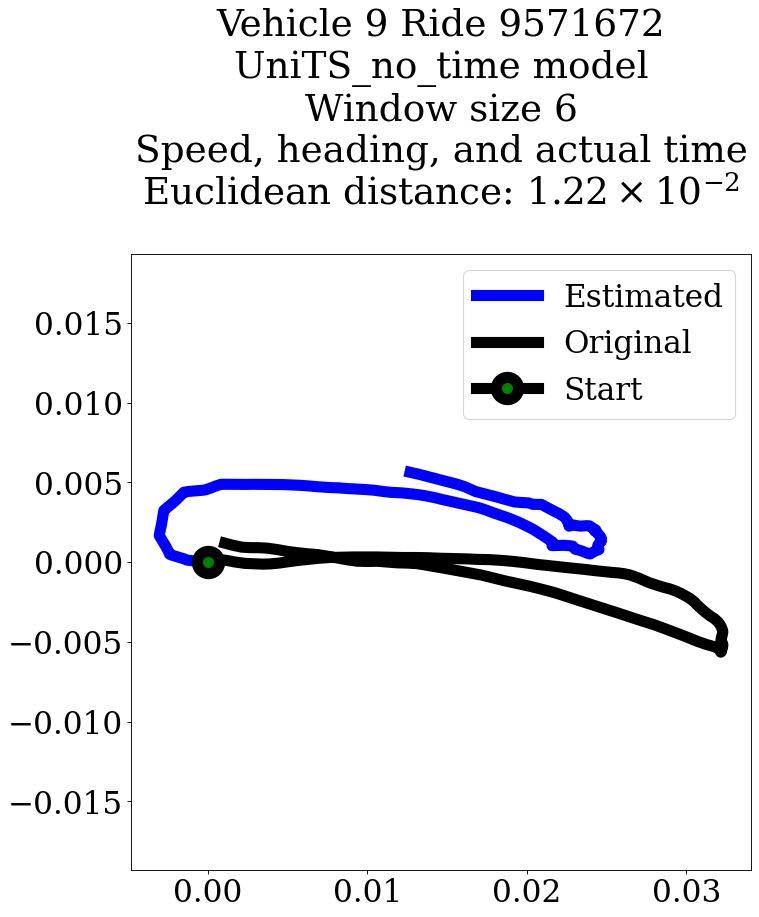 Vehicle 9 Ride 9571672
UniTS_no_time model
Window size 6
Speed, heading, and actual time
Euclidean distance: 1.22 × 10⁻²
Estimated
Original
Start
0.015
0.010
0.005
0.000
−0.005
−0.010
−0.015
0.00 0.01 0.02 0.03